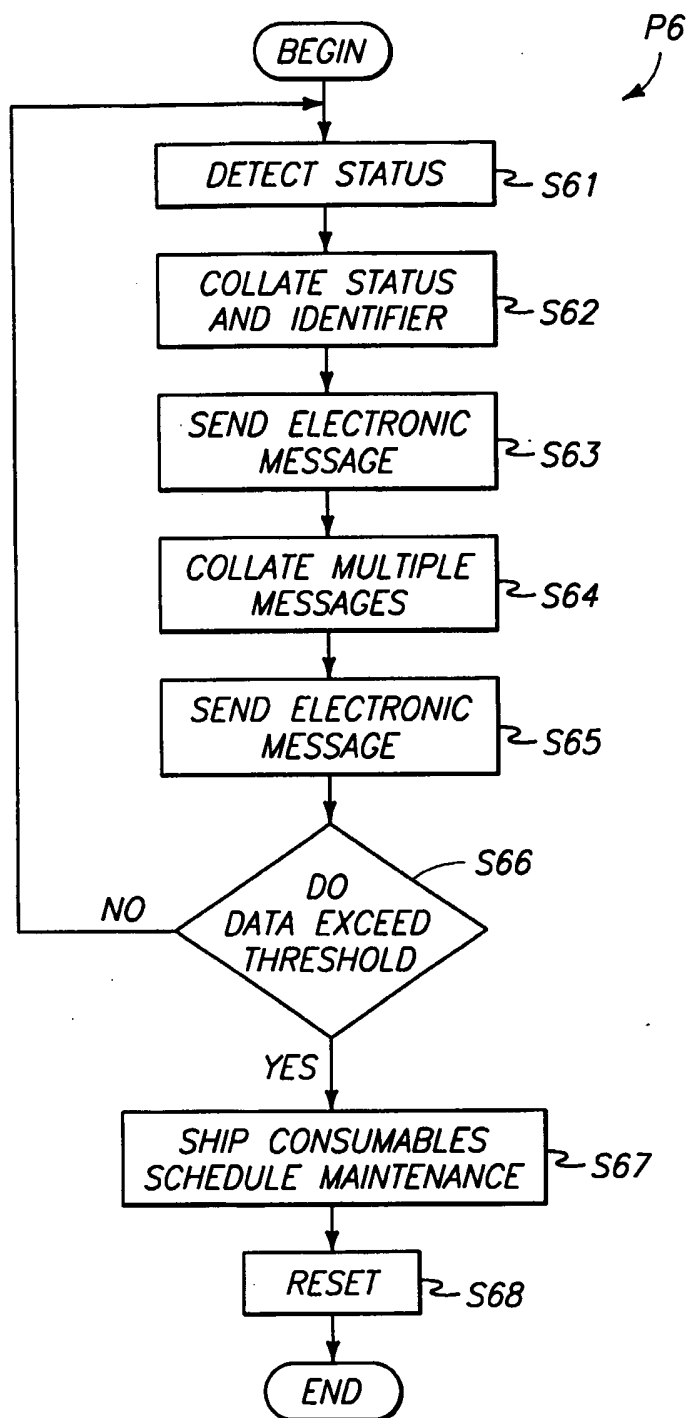 P6
BEGIN
DETECT STATUS
S61
COLLATE STATUS
AND IDENTIFIER
S62
SEND ELECTRONIC
MESSAGE
S63
COLLATE MULTIPLE
MESSAGES
S64
SEND ELECTRONIC
MESSAGE
S65
S66
DO
DATA EXCEED
THRESHOLD
NO
YES
SHIP CONSUMABLES
SCHEDULE MAINTENANCE
S67
RESET
S68
END